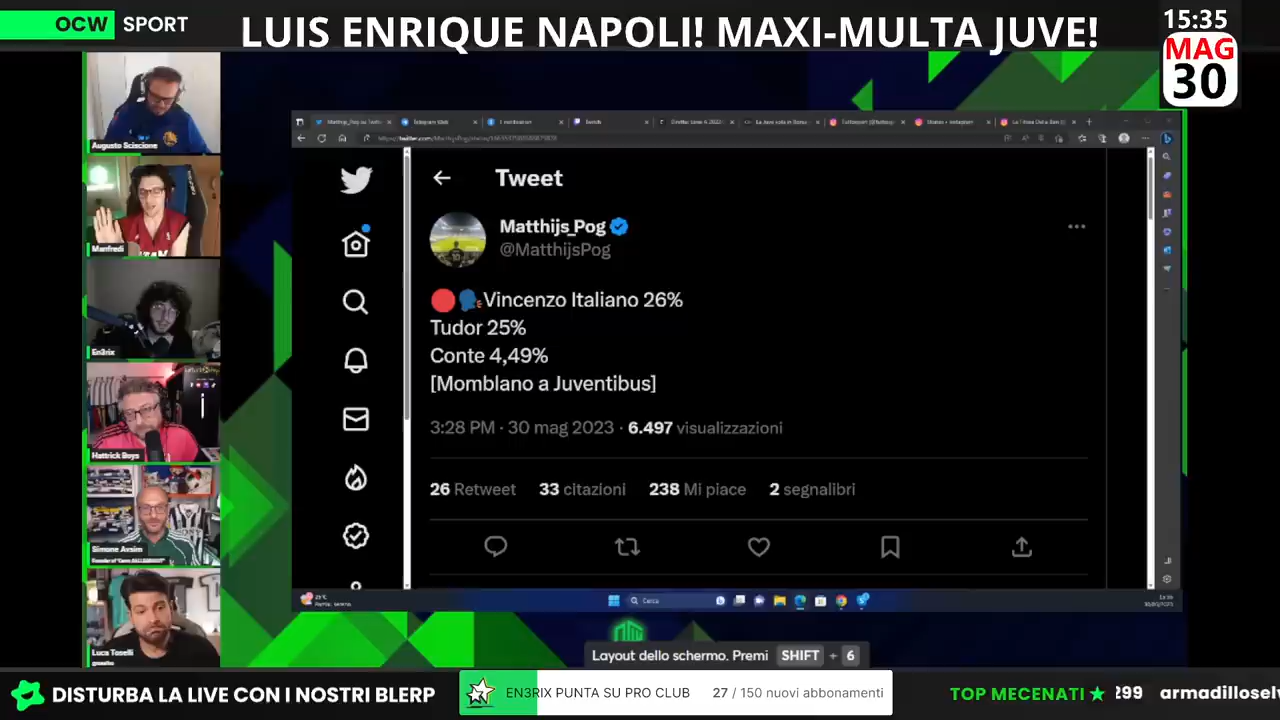 OCW SPORT
LUIS ENRIQUE NAPOLI! MAXI-MULTA JUVE!
15:35
MAG
30
Augusto Sciscione
Manfredi
En3rix
Hattrick Boys
Simone Avsim
Luca Toselli
Tweet
Matthijs_Pog
@MatthijsPog
Vincenzo Italiano 26%
Tudor 25%
Conte 4,49%
[Momblano a Juventibus]
3:28 PM · 30 mag 2023 · 6.497 visualizzazioni
26 Retweet 33 citazioni 238 Mi piace 2 segnalibri
Cerca
Layout dello schermo. Premi SHIFT + 6
DISTURBA LA LIVE CON I NOSTRI BLERP
EN3RIX PUNTA SU PRO CLUB 27 / 150 nuovi abbonamenti
TOP MECENATI ★ 299 armadilloselv